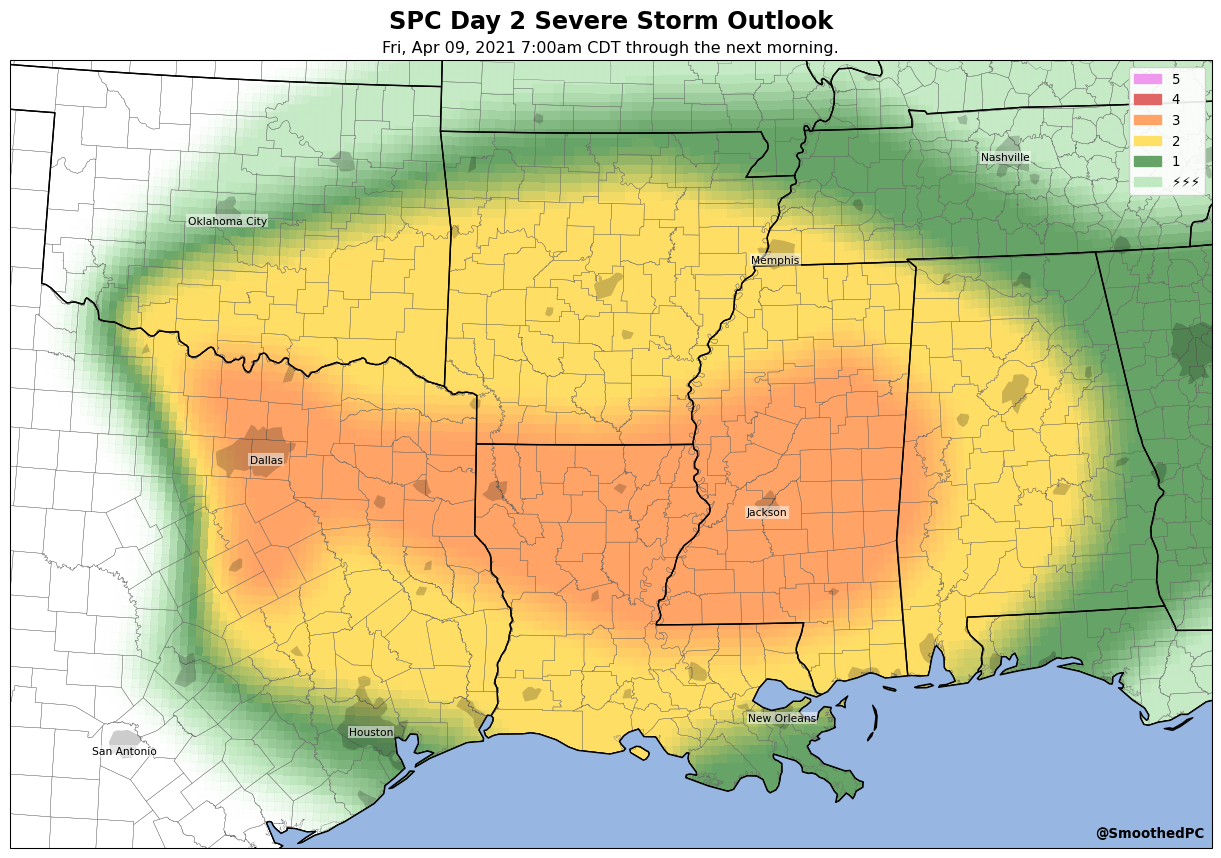 SPC Day 2 Severe Storm Outlook
Fri, Apr 09, 2021 7:00am CDT through the next morning.
5
4
3
2
1
⚡⚡⚡
Nashville
Oklahoma City
Memphis
Dallas
Jackson
New Orleans
Houston
San Antonio
@SmoothedPC